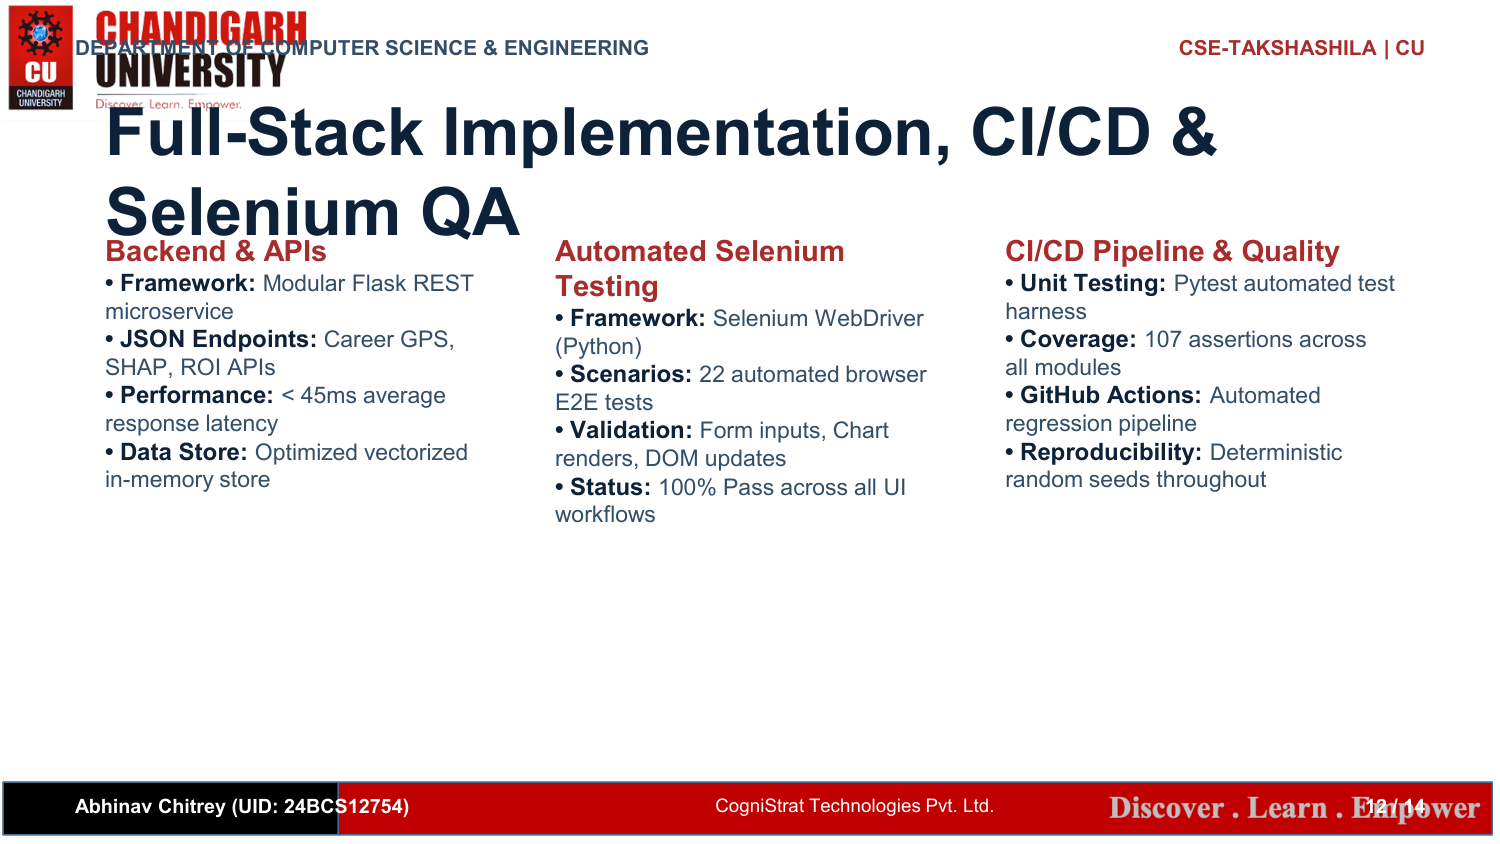 CHANDIGARH
UNIVERSITY
Discover. Learn. Empower.
CU
CHANDIGARH
UNIVERSITY
DEPARTMENT OF COMPUTER SCIENCE & ENGINEERING
CSE-TAKSHASHILA | CU
Full-Stack Implementation, CI/CD &
Selenium QA
Backend & APIs
• Framework: Modular Flask REST
microservice
• JSON Endpoints: Career GPS,
SHAP, ROI APIs
• Performance: < 45ms average
response latency
• Data Store: Optimized vectorized
in-memory store
Automated Selenium
Testing
• Framework: Selenium WebDriver
(Python)
• Scenarios: 22 automated browser
E2E tests
• Validation: Form inputs, Chart
renders, DOM updates
• Status: 100% Pass across all UI
workflows
CI/CD Pipeline & Quality
• Unit Testing: Pytest automated test
harness
• Coverage: 107 assertions across
all modules
• GitHub Actions: Automated
regression pipeline
• Reproducibility: Deterministic
random seeds throughout
Abhinav Chitrey (UID: 24BCS12754)
CogniStrat Technologies Pvt. Ltd.
Discover . Learn . Empower
12 / 14